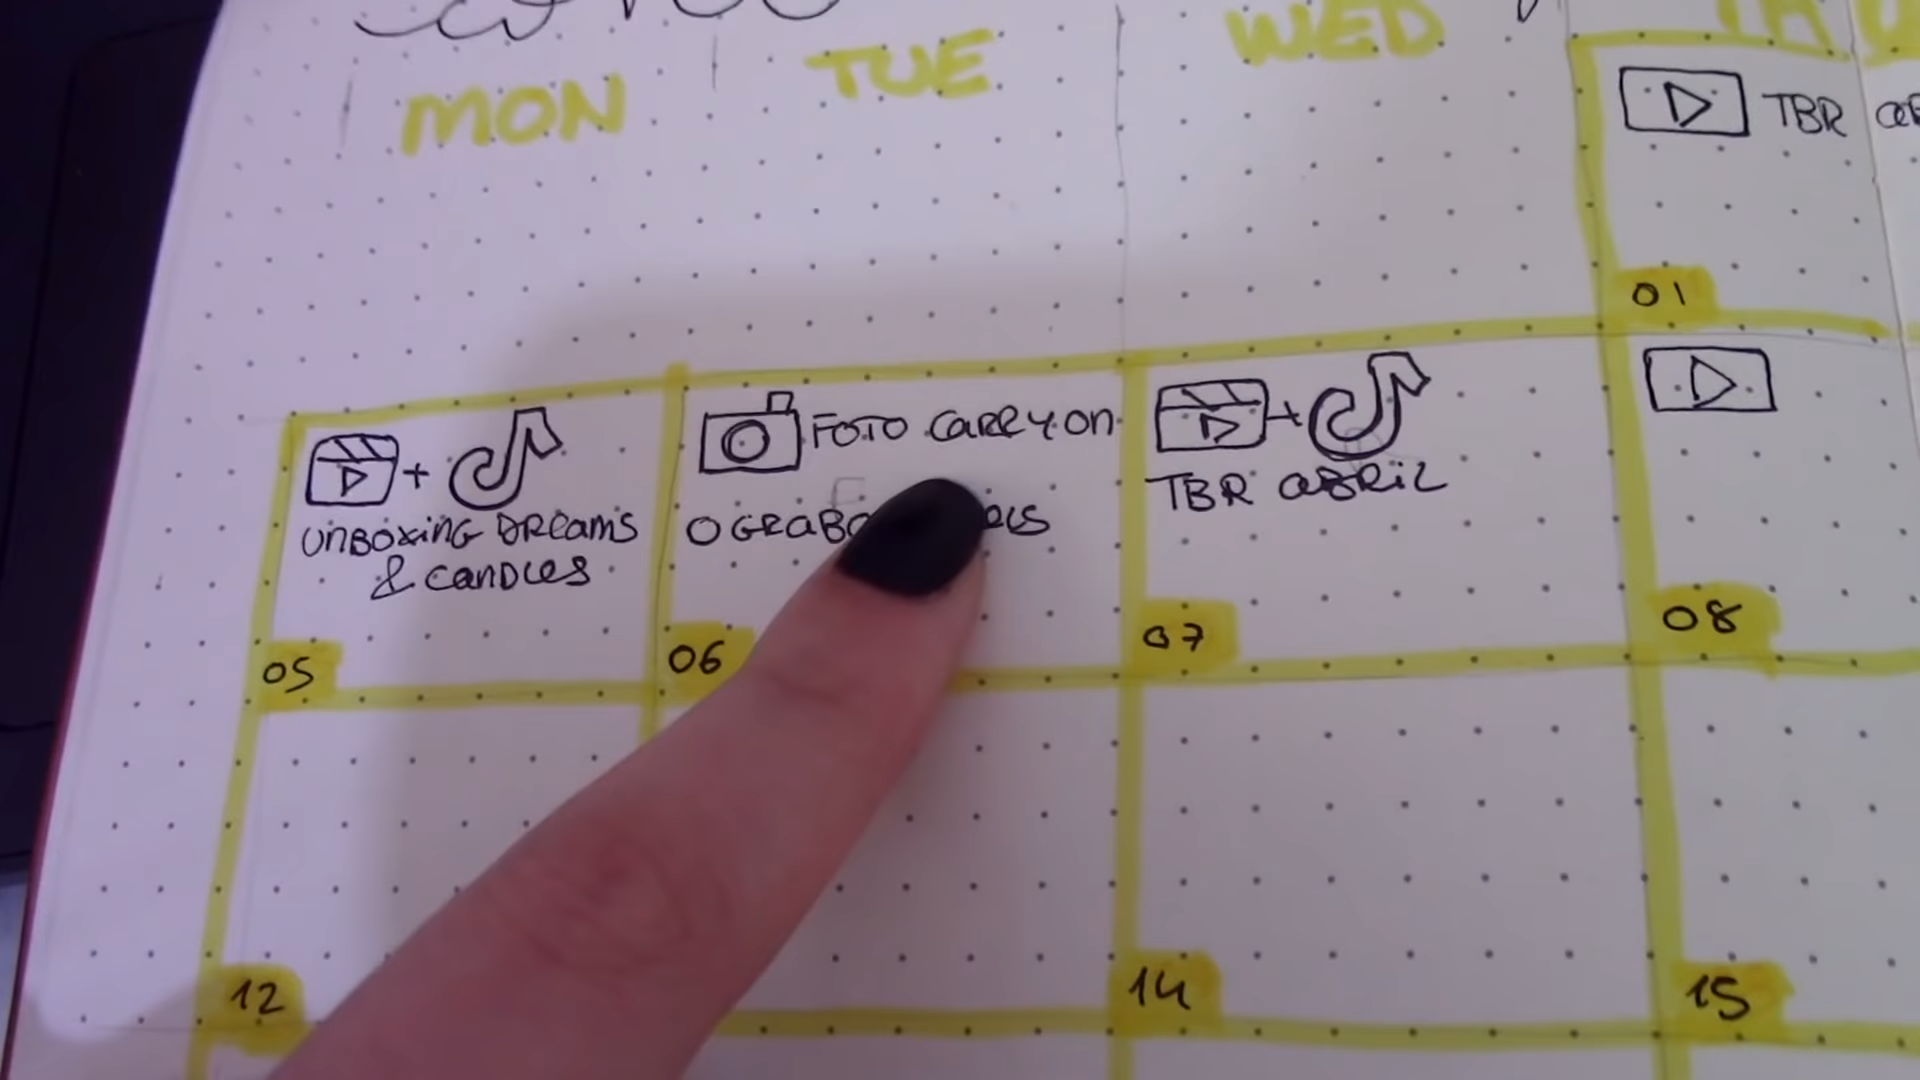 MON TUE WED
TBR
01
UNBOXING DREAMS
& CANDLES
05
FOTO CARRY ON
O
06
+
TBR ABRIL
07
08
12
14
15